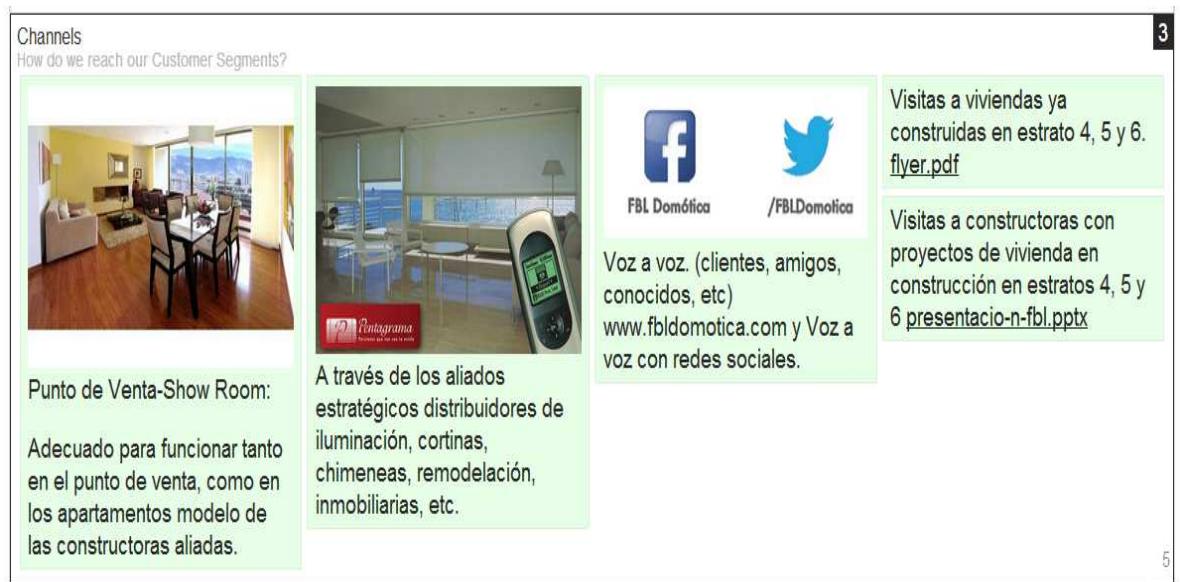 Channels
3
How do we reach our Customer Segments?
Punto de Venta-Show Room:
Adecuado para funcionar tanto
en el punto de venta, como en
los apartamentos modelo de
las constructoras aliadas.
Pentagrama
A través de los aliados
estratégicos distribuidores de
iluminación, cortinas,
chimeneas, remodelación,
inmobiliarias, etc.
FBL Domótica
/FBLDomotica
Voz a voz. (clientes, amigos,
conocidos, etc)
www.fbldomotica.com y Voz a
voz con redes sociales.
Visitas a viviendas ya
construidas en estrato 4, 5 y 6.
flyer.pdf
Visitas a constructoras con
proyectos de vivienda en
construcción en estratos 4, 5 y
6 presentacio-n-fbl.pptx
5